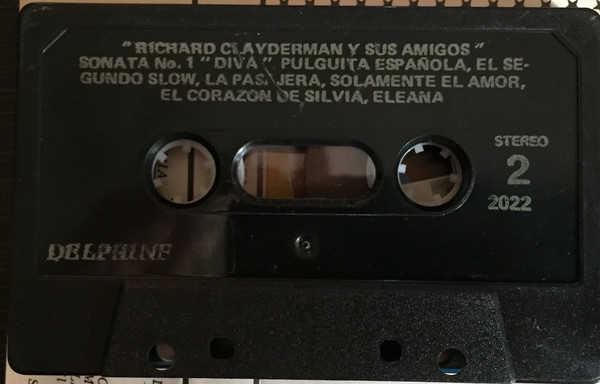 "RICHARD CLAYDERMAN Y SUS AMIGOS"
SONATA No. 1 "DIVA", PULGUITA ESPAÑOLA, EL SE-
GUNDO SLOW, LA PASAJERA, SOLAMENTE EL AMOR,
EL CORAZON DE SILVIA, ELEANA
STEREO
2
2022
DELPHINE